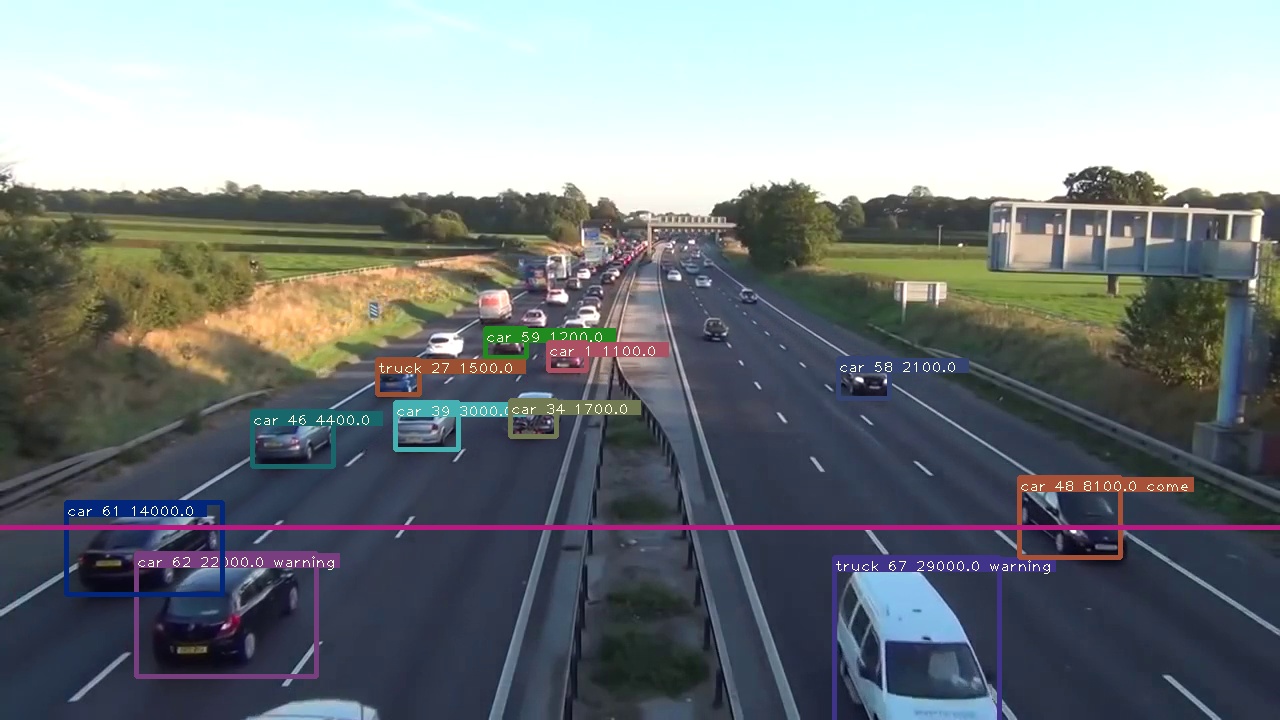 car 59 1200.0
car 1 1100.0
truck 27 1500.0
car 58 2100.0
car 39 3000.0
car 34 1700.0
car 46 4400.0
car 48 8100.0 come
car 61 14000.0
car 62 22000.0 warning
truck 67 29000.0 warning